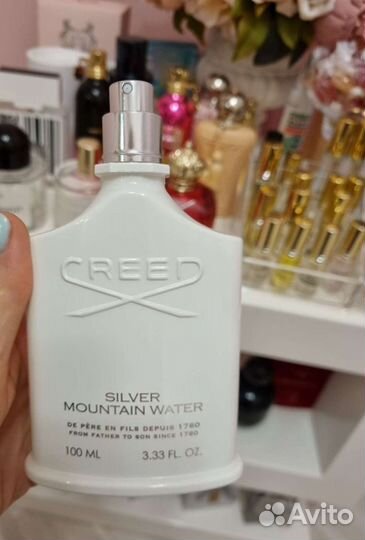 CREED
SILVER
MOUNTAIN WATER
DE PÈRE EN FILS DEPUIS 1760
FROM FATHER TO SON SINCE 1760
100 ML 3.33 FL. OZ.
Avito